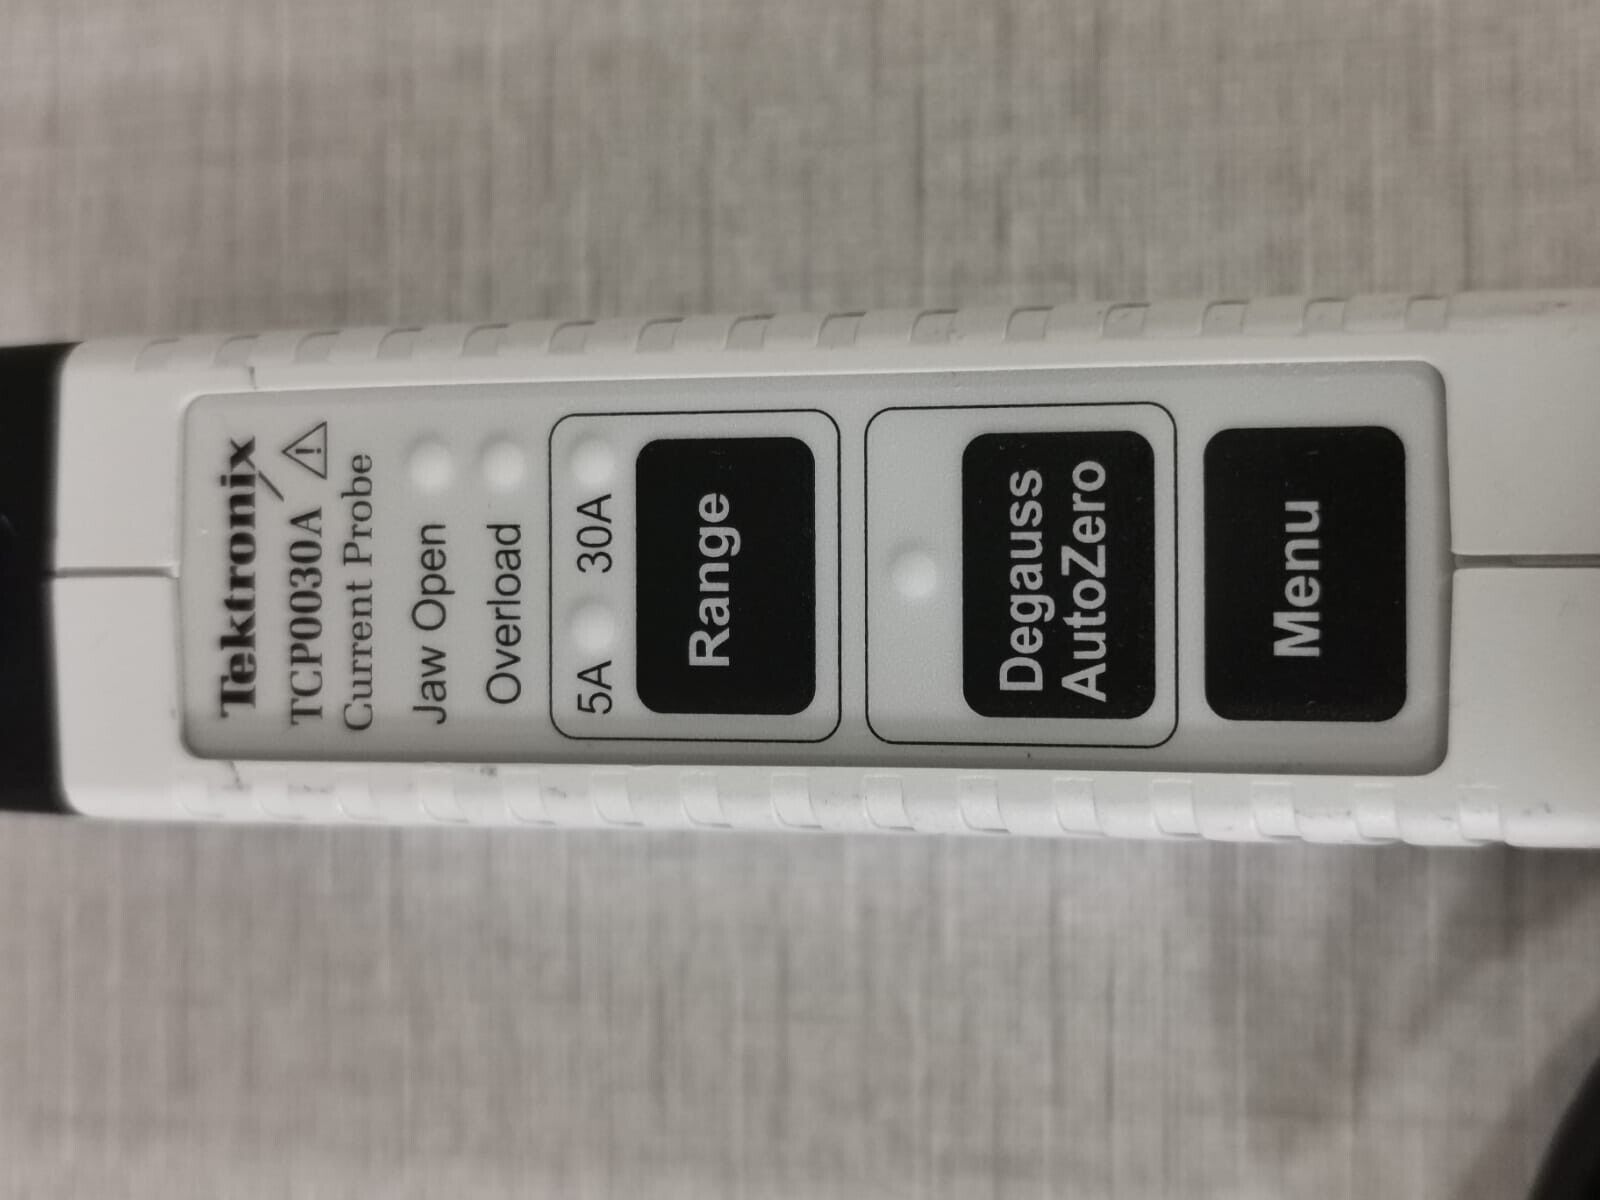 Tektronix
TCP0030A
Current Probe
Jaw Open
Overload
5A 30A
Range
Degauss
AutoZero
Menu